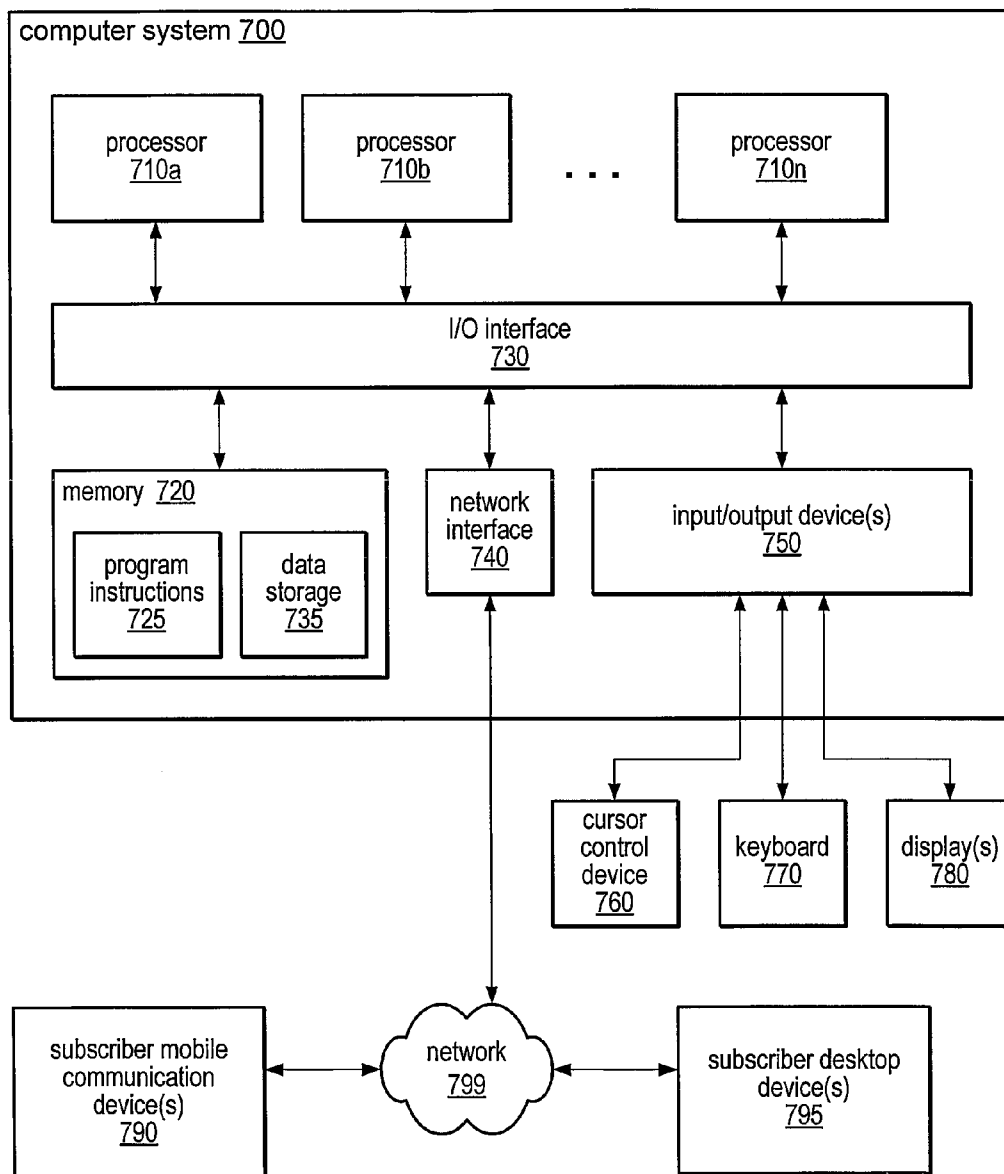 computer system 700
processor
710a
processor
710b
. . .
processor
710n
I/O interface
730
memory 720
program
instructions
725
data
storage
735
network
interface
740
input/output device(s)
750
cursor
control
device
760
keyboard
770
display(s)
780
subscriber mobile
communication
device(s)
790
network
799
subscriber desktop
device(s)
795